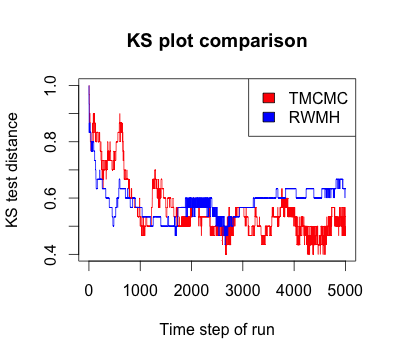 KS plot comparison
TMCMC
RWMH
KS test distance
1.0
0.8
0.6
0.4
0 1000 2000 3000 4000 5000
Time step of run